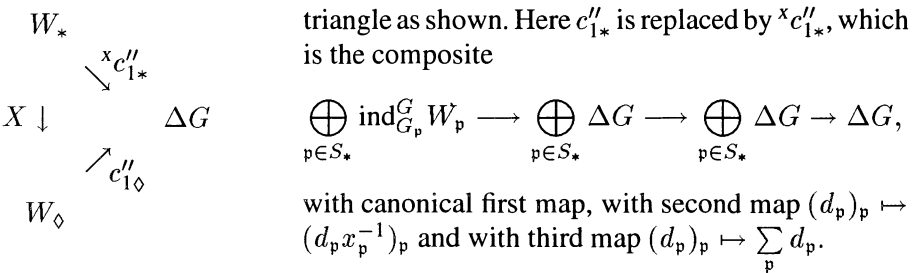 W_* triangle as shown. Here c''_{1*} is replaced by ^x c''_{1*}, which
is the composite
^x c''_{1*}
X ↓ ΔG ⊕_{𝔭∈S_*} ind^G_{G_𝔭} W_𝔭 ⟶ ⊕_{𝔭∈S_*} ΔG ⟶ ⊕_{𝔭∈S_*} ΔG → ΔG,
c''_{1◊}
W_◊ with canonical first map, with second map (d_𝔭)_𝔭 ↦
(d_𝔭 x_𝔭^{-1})_𝔭 and with third map (d_𝔭)_𝔭 ↦ ∑_𝔭 d_𝔭.